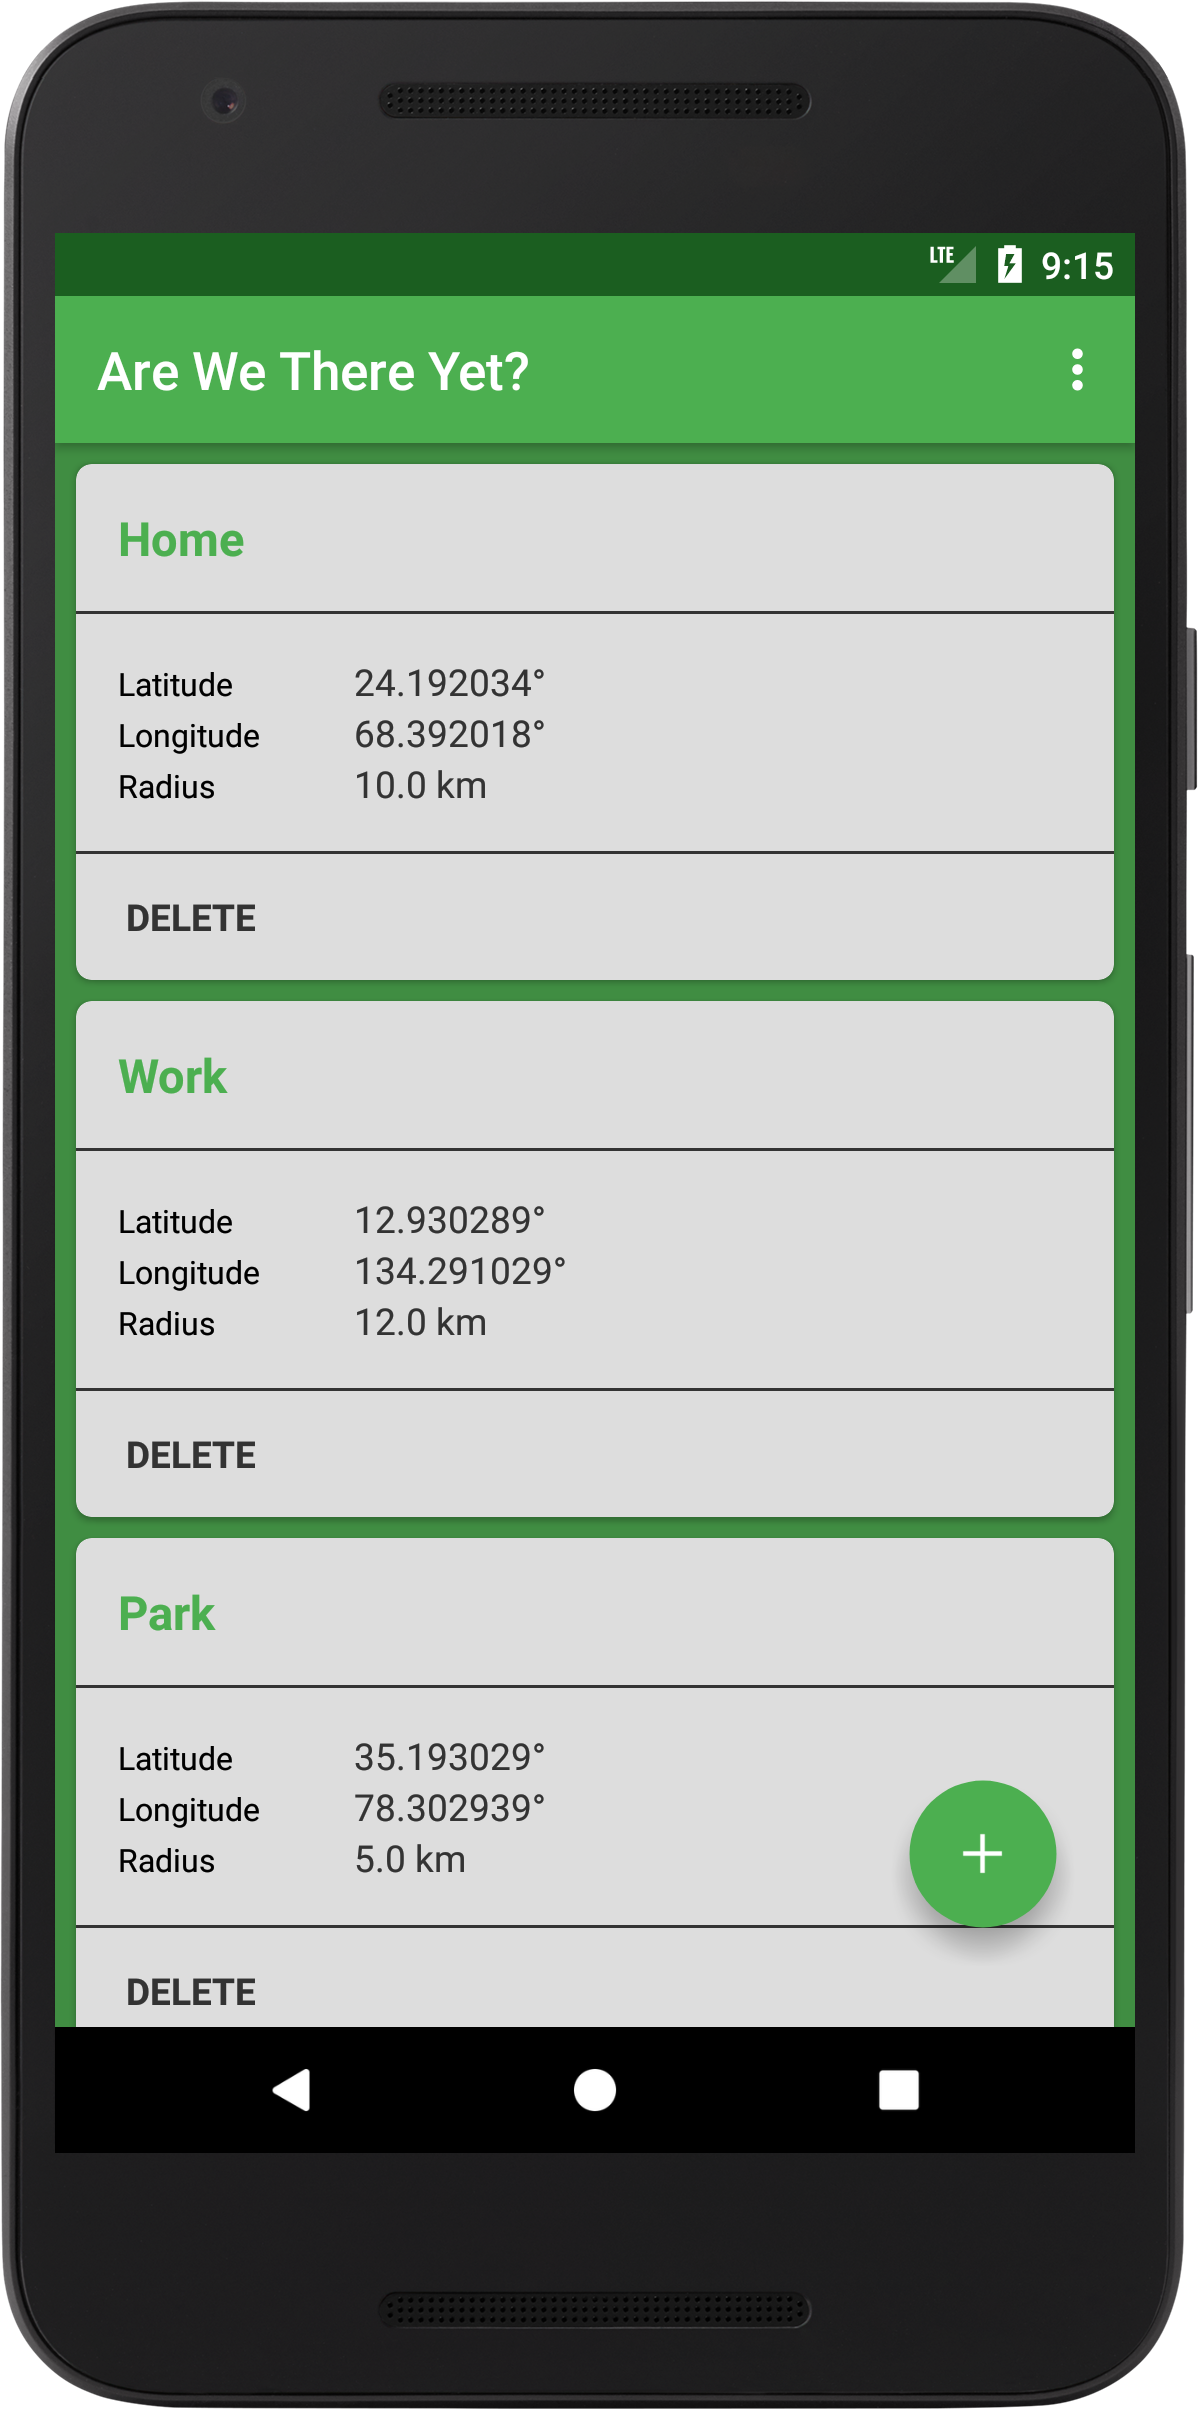 LTE 9:15
Are We There Yet?
Home
Latitude 24.192034°
Longitude 68.392018°
Radius 10.0 km
DELETE
Work
Latitude 12.930289°
Longitude 134.291029°
Radius 12.0 km
DELETE
Park
Latitude 35.193029°
Longitude 78.302939°
Radius 5.0 km
DELETE